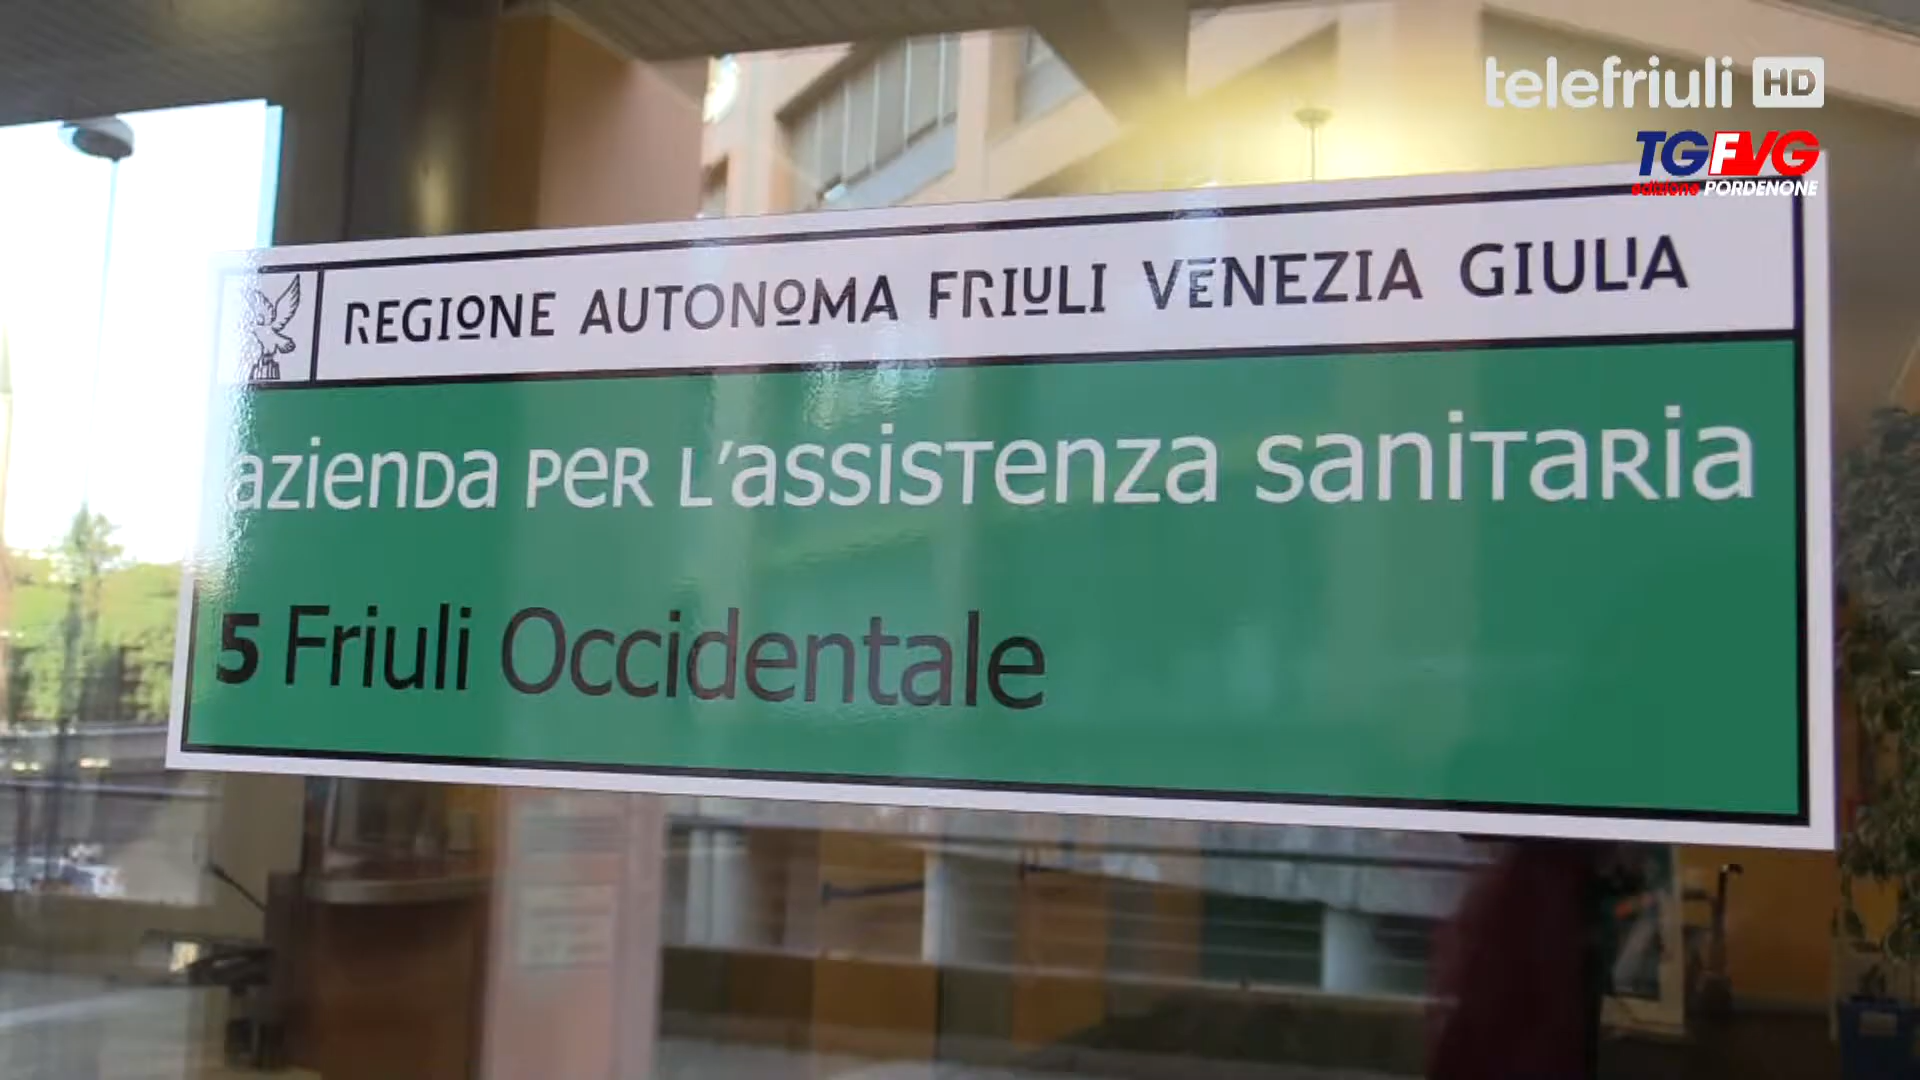 telefriuli HD
TGFVG
edizione PORDENONE
REGIONE AUTONOMA FRIULI VENEZIA GIULIA
azienda per l'assistenza sanitaria
5 Friuli Occidentale